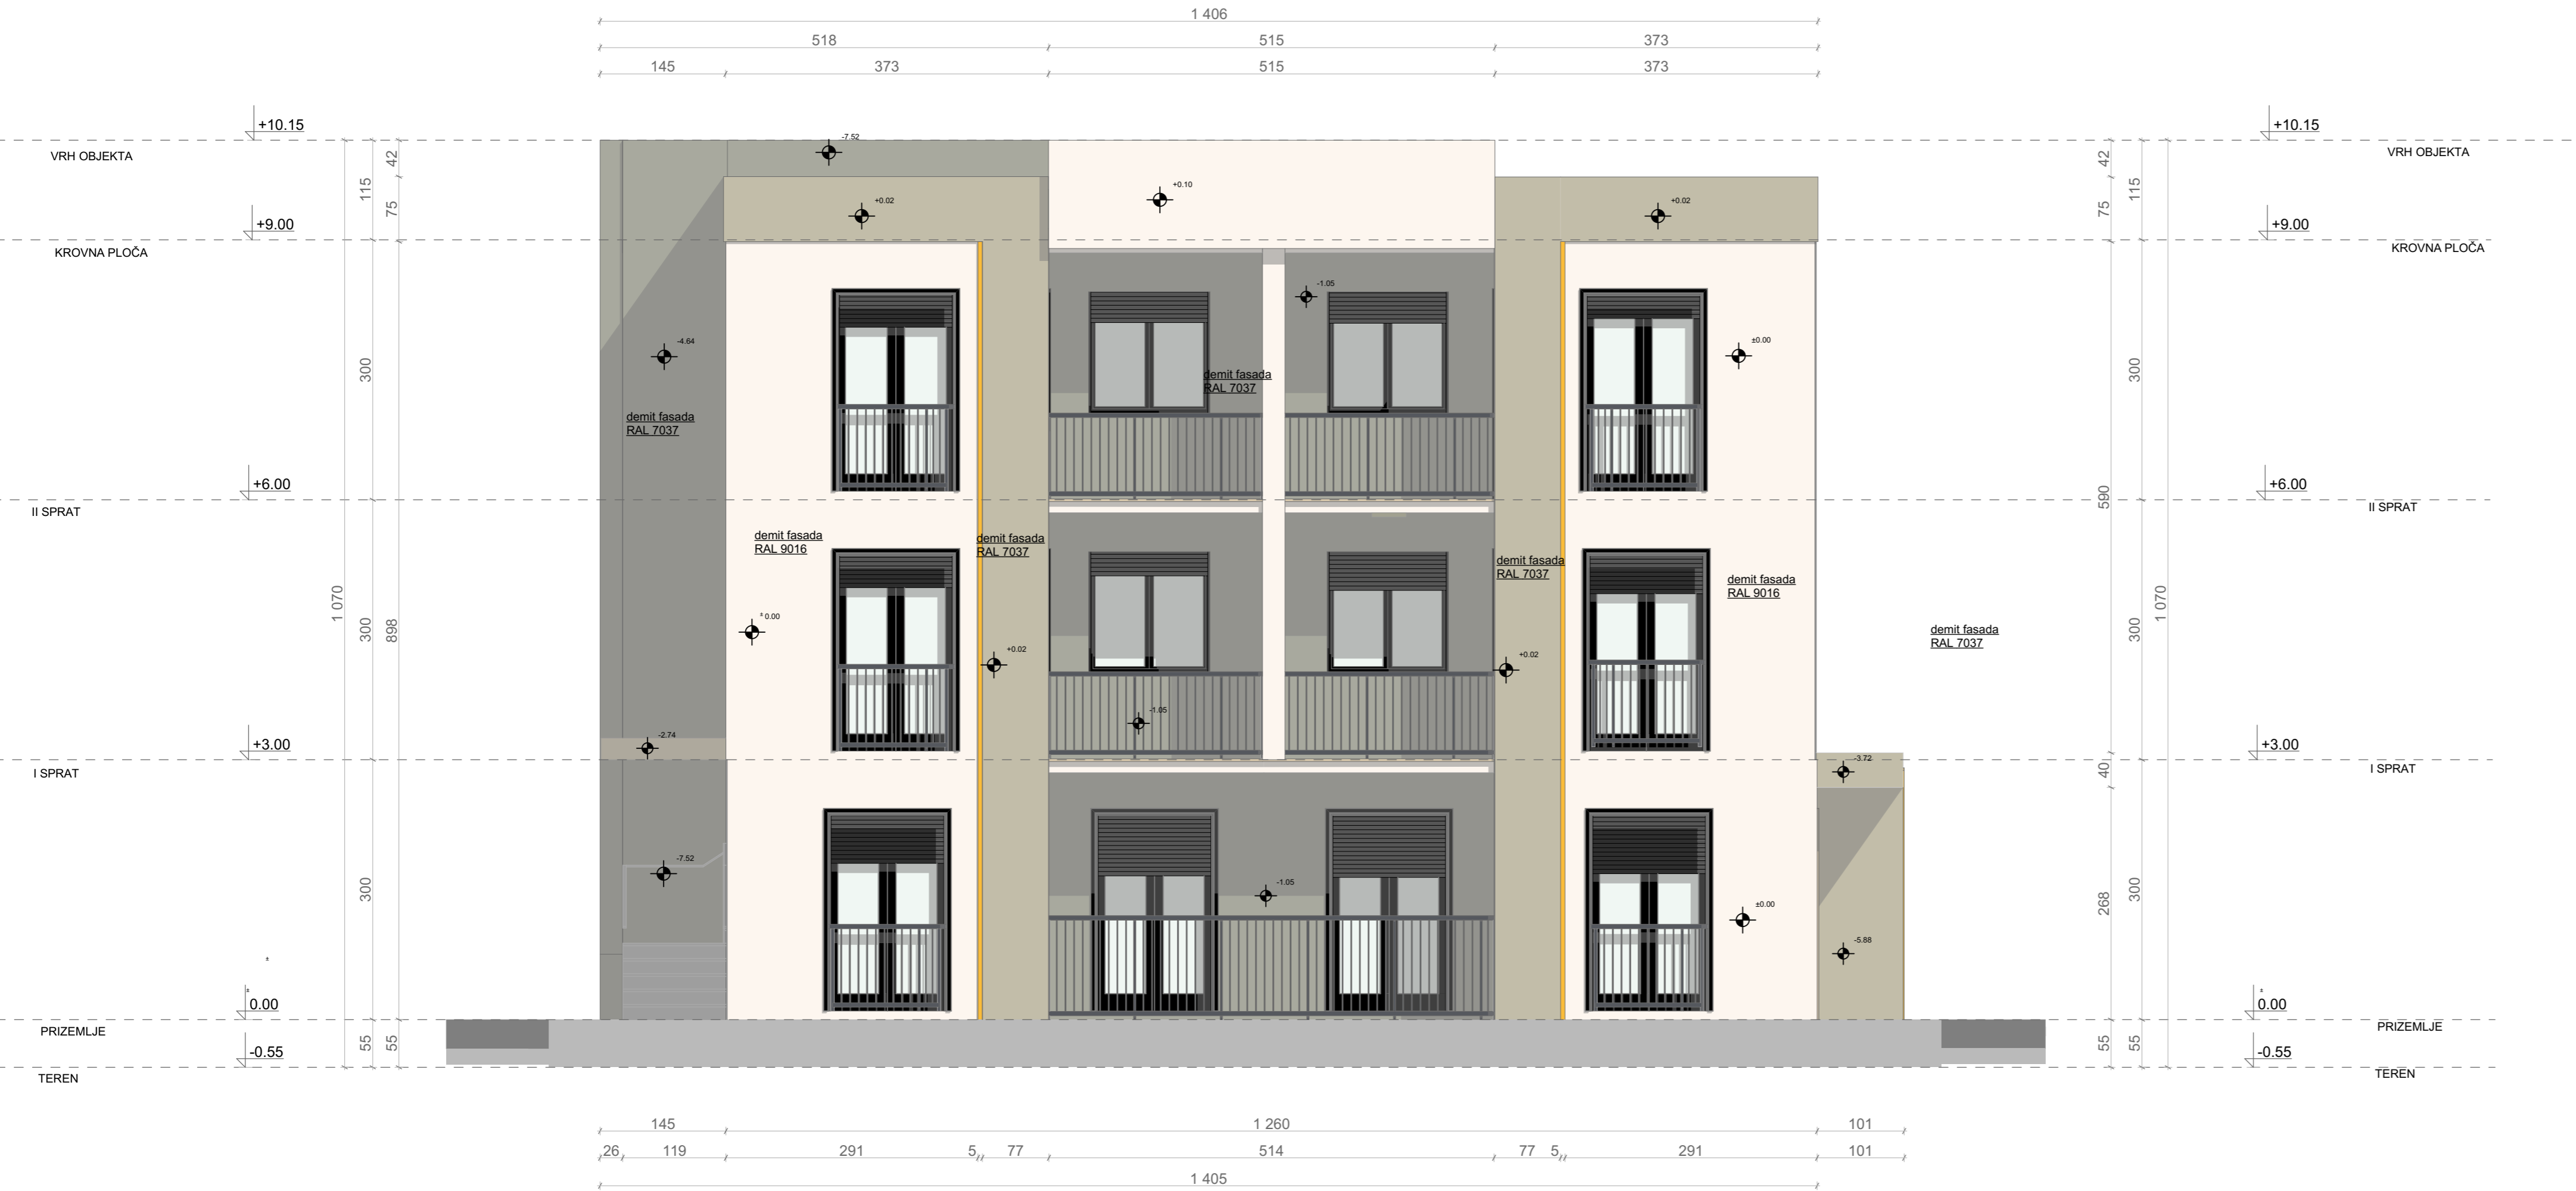 1 406
518
515
373
145
373
515
373
+10.15
VRH OBJEKTA
+9.00
KROVNA PLOČA
+6.00
II SPRAT
+3.00
I SPRAT
±
±
0.00
PRIZEMLJE
-0.55
TEREN
1 070
115
300
300
300
55
42
75
898
55
-7.52
+0.02
+0.10
+0.02
-1.05
-4.64
±0.00
demit fasada
RAL 7037
demit fasada
RAL 7037
demit fasada
RAL 9016
demit fasada
RAL 7037
demit fasada
RAL 7037
demit fasada
RAL 9016
demit fasada
RAL 7037
± 0.00
+0.02
+0.02
-1.05
-2.74
-3.72
-7.52
-1.05
±0.00
-5.88
42
75
590
40
268
55
115
300
300
300
55
1 070
+10.15
VRH OBJEKTA
+9.00
KROVNA PLOČA
+6.00
II SPRAT
+3.00
I SPRAT
±
0.00
PRIZEMLJE
-0.55
TEREN
145
1 260
101
26
119
291
5
77
514
77
5
291
101
1 405